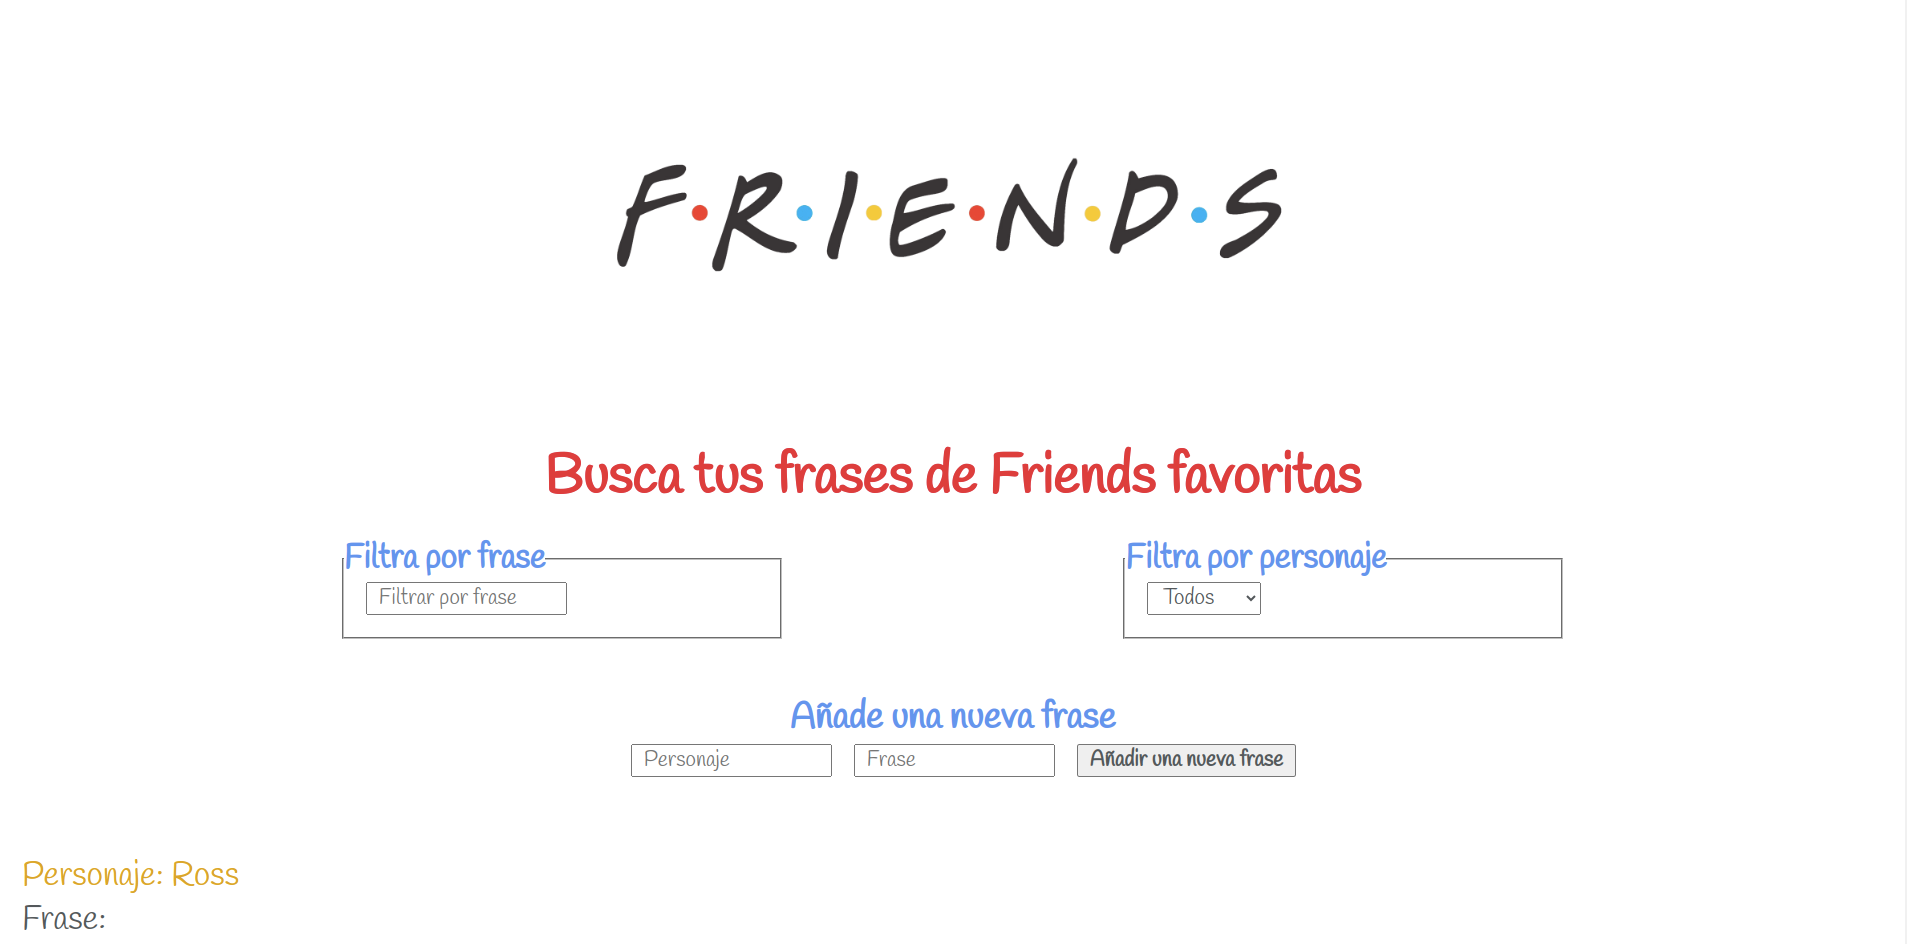 F•R•I•E•N•D•S
Busca tus frases de Friends favoritas
Filtra por frase
Filtrar por frase
Filtra por personaje
Todos
Añade una nueva frase
Personaje Frase Añadir una nueva frase
Personaje: Ross
Frase: